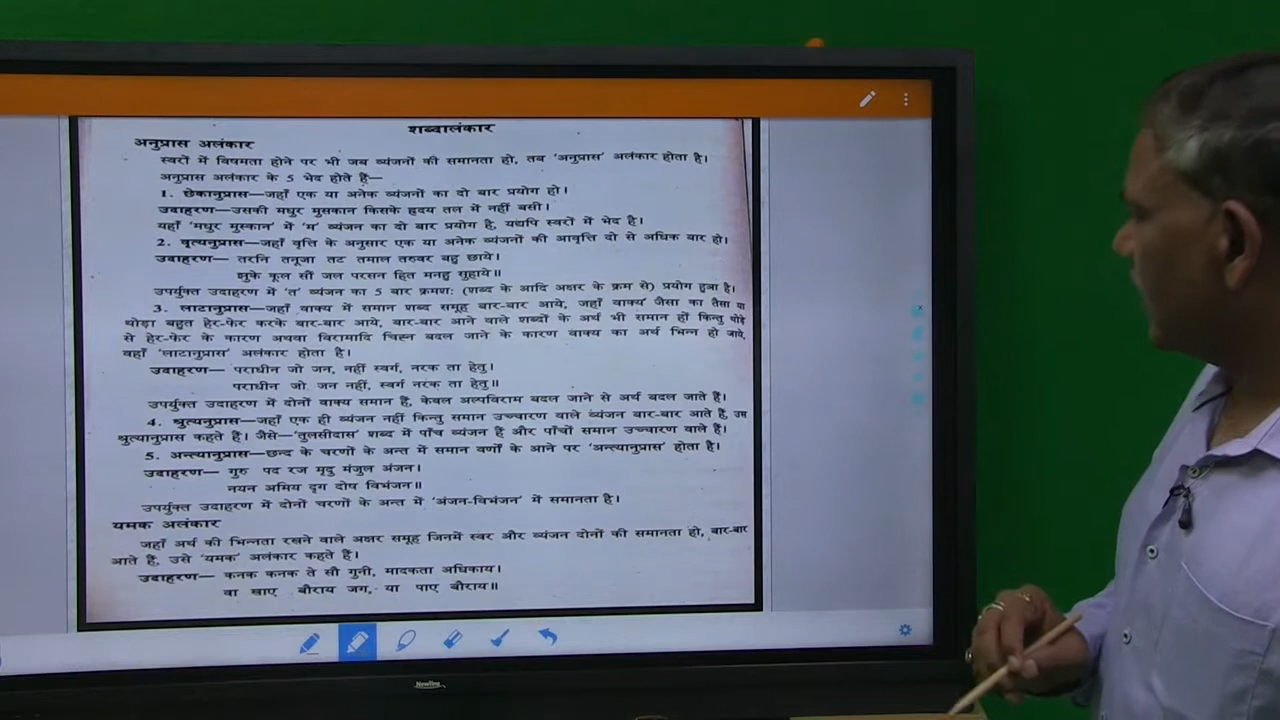 शब्दालंकार
अनुप्रास अलंकार
स्वरों में विषमता होने पर भी जब व्यंजनों की समानता हो, तब 'अनुप्रास' अलंकार होता है।
अनुप्रास अलंकार के 5 भेद होते हैं—
1. छेकानुप्रास—जहाँ एक या अनेक व्यंजनों का दो बार प्रयोग हो।
उदाहरण—उसकी मधुर मुसकान किसके हृदय तल में नहीं बसी।
यहाँ 'मधुर मुस्कान' में 'म' व्यंजन का दो बार प्रयोग है, यद्यपि स्वरों में भेद है।
2. वृत्यनुप्रास—जहाँ वृत्ति के अनुसार एक या अनेक व्यंजनों की आवृत्ति दो से अधिक बार हो।
उदाहरण— तरनि तनूजा तट तमाल तरुवर बहु छाये।
झुके कूल सौं जल परसन हित मनहु सुहाये॥
उपर्युक्त उदाहरण में 'त' व्यंजन का 5 बार क्रमशः (शब्द के आदि अक्षर के क्रम से) प्रयोग हुआ है।
3. लाटानुप्रास—जहाँ वाक्य में समान शब्द समूह बार-बार आये, जहाँ वाक्य जैसा का तैसा या
थोड़ा बहुत हेर-फेर करके बार-बार आये, बार-बार आने वाले शब्दों के अर्थ भी समान हों किन्तु थोड़े
से हेर-फेर के कारण अथवा विरामादि चिह्न बदल जाने के कारण वाक्य का अर्थ भिन्न हो जाये,
वहाँ 'लाटानुप्रास' अलंकार होता है।
उदाहरण— पराधीन जो जन, नहीं स्वर्ग, नरक ता हेतु।
पराधीन जो जन नहीं, स्वर्ग नरक ता हेतु॥
उपर्युक्त उदाहरण में दोनों वाक्य समान हैं, केवल अल्पविराम बदल जाने से अर्थ बदल जाते हैं।
4. श्रुत्यनुप्रास—जहाँ एक ही व्यंजन नहीं किन्तु समान उच्चारण वाले व्यंजन बार-बार आते हैं, उसे
श्रुत्यानुप्रास कहते हैं। जैसे—'तुलसीदास' शब्द में पाँच व्यंजन हैं और पाँचों समान उच्चारण वाले हैं।
5. अन्त्यानुप्रास—छन्द के चरणों के अन्त में समान वर्णों के आने पर 'अन्त्यानुप्रास' होता है।
उदाहरण— गुरु पद रज मृदु मंजुल अंजन।
नयन अमिय दृग दोष विभंजन॥
उपर्युक्त उदाहरण में दोनों चरणों के अन्त में 'अंजन-विभंजन' में समानता है।
यमक अलंकार
जहाँ अर्थ की भिन्नता रखने वाले अक्षर समूह जिनमें स्वर और व्यंजन दोनों की समानता हो, बार-बार
आते हैं, उसे 'यमक' अलंकार कहते हैं।
उदाहरण— कनक कनक ते सौ गुनी, मादकता अधिकाय।
वा खाए बौराय जग, या पाए बौराय॥
Newline